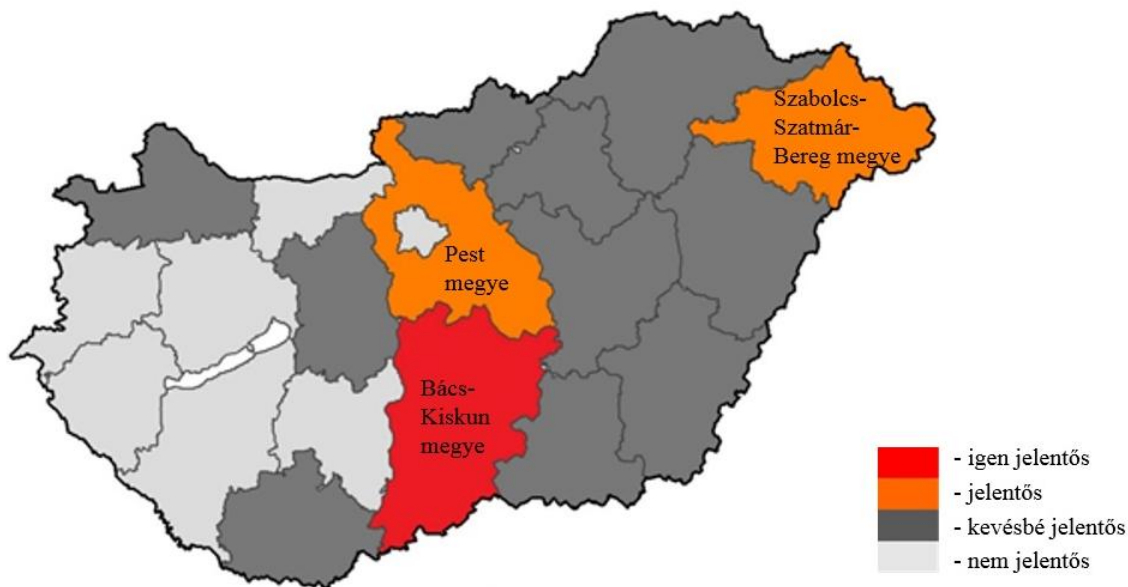 Szabolcs-
Szatmár-
Bereg megye
Pest
megye
Bács-
Kiskun
megye
- igen jelentős
- jelentős
- kevésbé jelentős
- nem jelentős